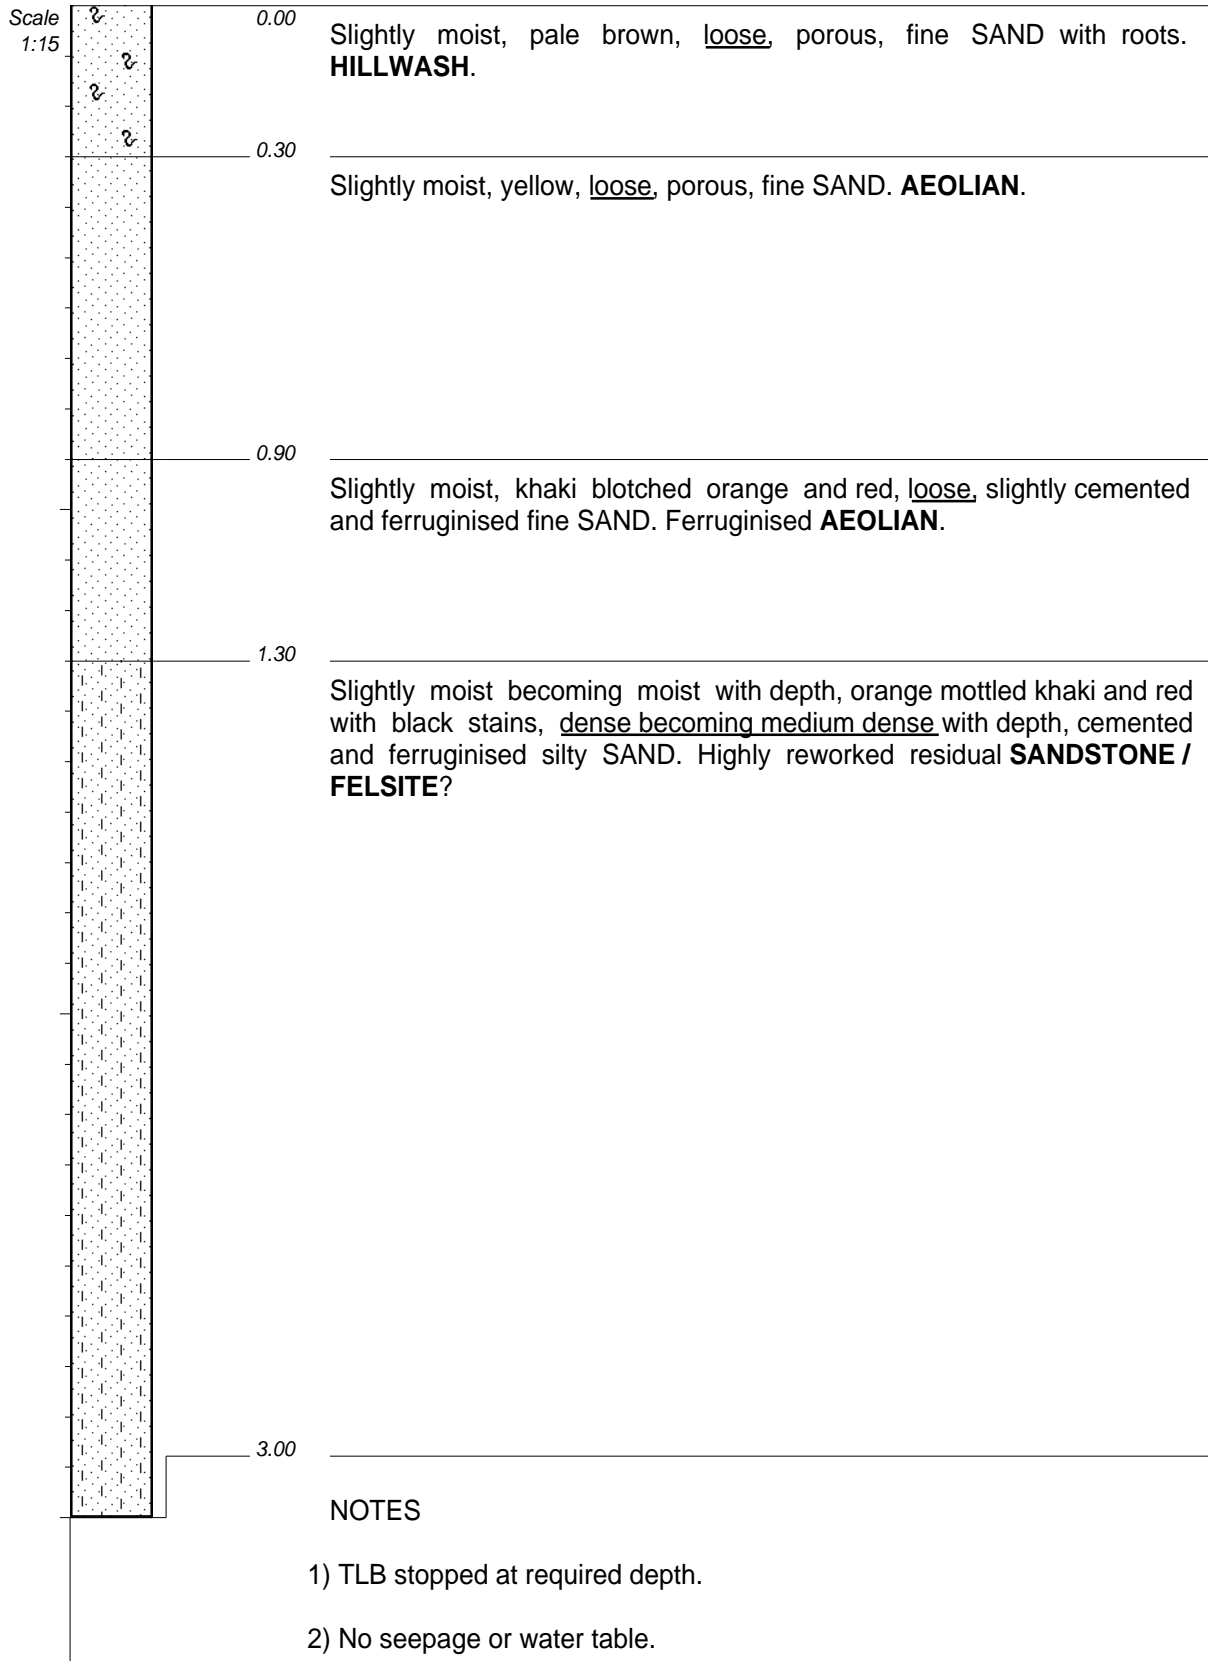 Scale
1:15
0.00
Slightly moist, pale brown, loose, porous, fine SAND with roots.
HILLWASH.
0.30
Slightly moist, yellow, loose, porous, fine SAND. AEOLIAN.
0.90
Slightly moist, khaki blotched orange and red, loose, slightly cemented
and ferruginised fine SAND. Ferruginised AEOLIAN.
1.30
Slightly moist becoming moist with depth, orange mottled khaki and red
with black stains, dense becoming medium dense with depth, cemented
and ferruginised silty SAND. Highly reworked residual SANDSTONE /
FELSITE?
3.00
NOTES
1) TLB stopped at required depth.
2) No seepage or water table.